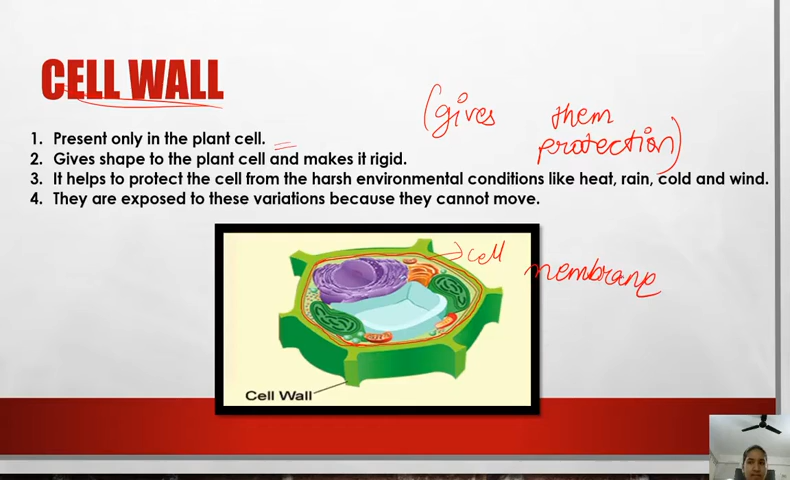 CELL WALL
(gives them
protection)
1. Present only in the plant cell.
2. Gives shape to the plant cell and makes it rigid.
3. It helps to protect the cell from the harsh environmental conditions like heat, rain, cold and wind.
4. They are exposed to these variations because they cannot move.
cell membrane
Cell Wall